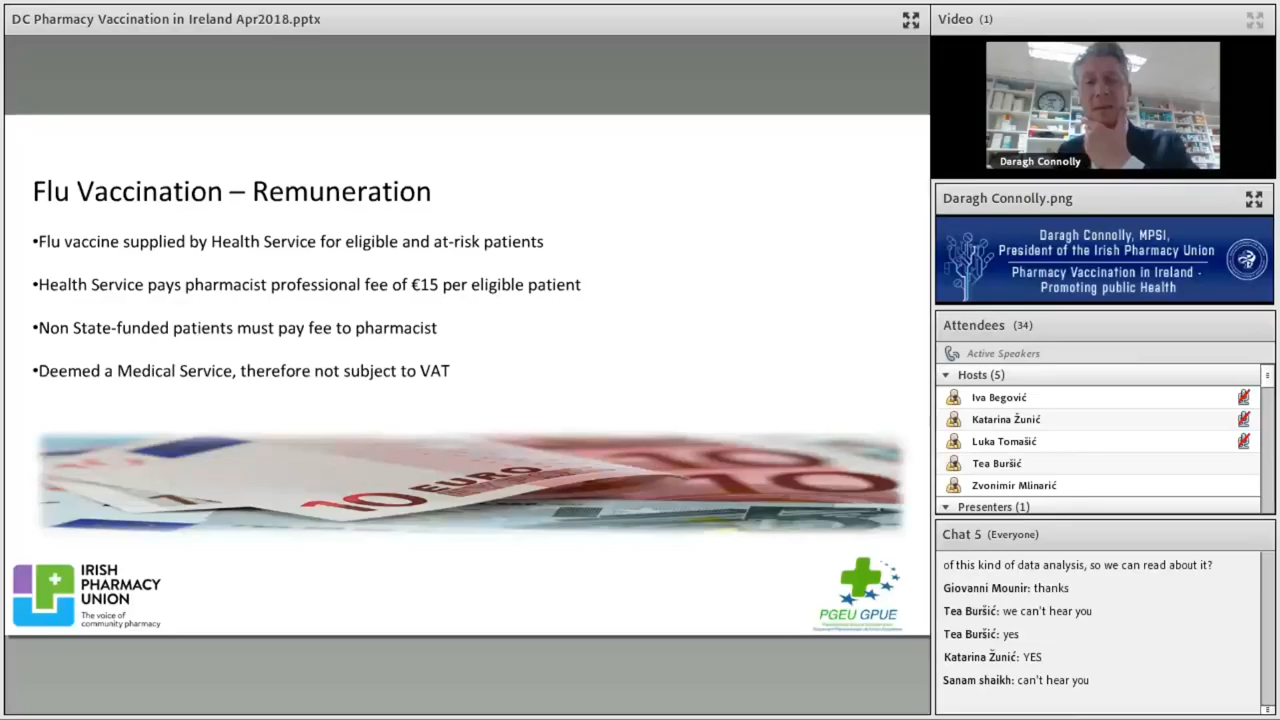 DC Pharmacy Vaccination in Ireland Apr2018.pptx
Flu Vaccination – Remuneration
•Flu vaccine supplied by Health Service for eligible and at-risk patients
•Health Service pays pharmacist professional fee of €15 per eligible patient
•Non State-funded patients must pay fee to pharmacist
•Deemed a Medical Service, therefore not subject to VAT
10 EURO
10
IRISH
PHARMACY
UNION
The voice of
community pharmacy
PGEU GPUE
Video (1)
Daragh Connolly
Daragh Connolly.png
Daragh Connolly, MPSI,
President of the Irish Pharmacy Union
Pharmacy Vaccination in Ireland -
Promoting public Health
Attendees (34)
Active Speakers
Hosts (5)
Iva Begović
Katarina Žunić
Luka Tomašić
Tea Buršić
Zvonimir Mlinarić
Presenters (1)
Chat 5 (Everyone)
of this kind of data analysis, so we can read about it?
Giovanni Mounir: thanks
Tea Buršić: we can't hear you
Tea Buršić: yes
Katarina Žunić: YES
Sanam shaikh: can't hear you